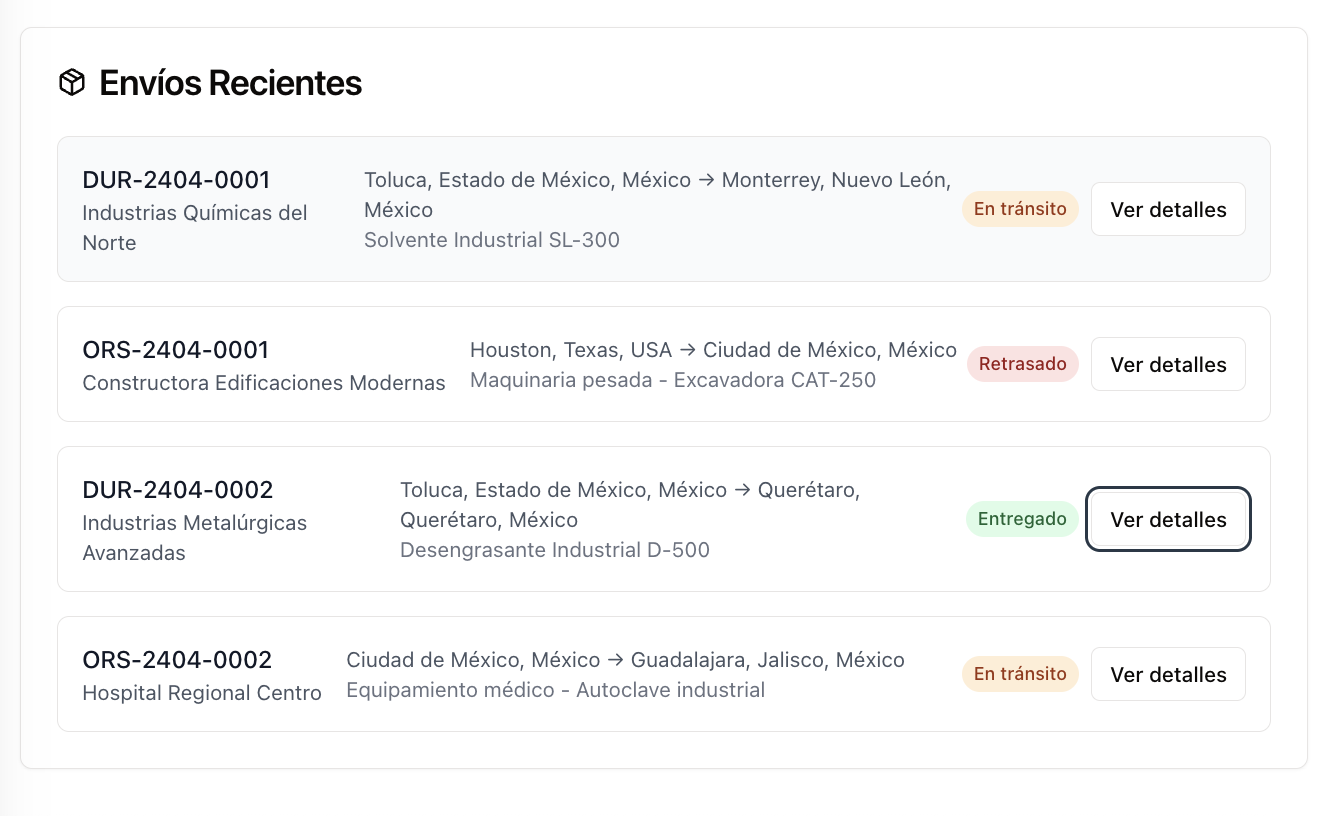 Envíos Recientes
DUR-2404-0001
Industrias Químicas del
Norte
Toluca, Estado de México, México → Monterrey, Nuevo León,
México
Solvente Industrial SL-300
En tránsito
Ver detalles
ORS-2404-0001
Constructora Edificaciones Modernas
Houston, Texas, USA → Ciudad de México, México
Maquinaria pesada - Excavadora CAT-250
Retrasado
Ver detalles
DUR-2404-0002
Industrias Metalúrgicas
Avanzadas
Toluca, Estado de México, México → Querétaro,
Querétaro, México
Desengrasante Industrial D-500
Entregado
Ver detalles
ORS-2404-0002
Hospital Regional Centro
Ciudad de México, México → Guadalajara, Jalisco, México
Equipamiento médico - Autoclave industrial
En tránsito
Ver detalles